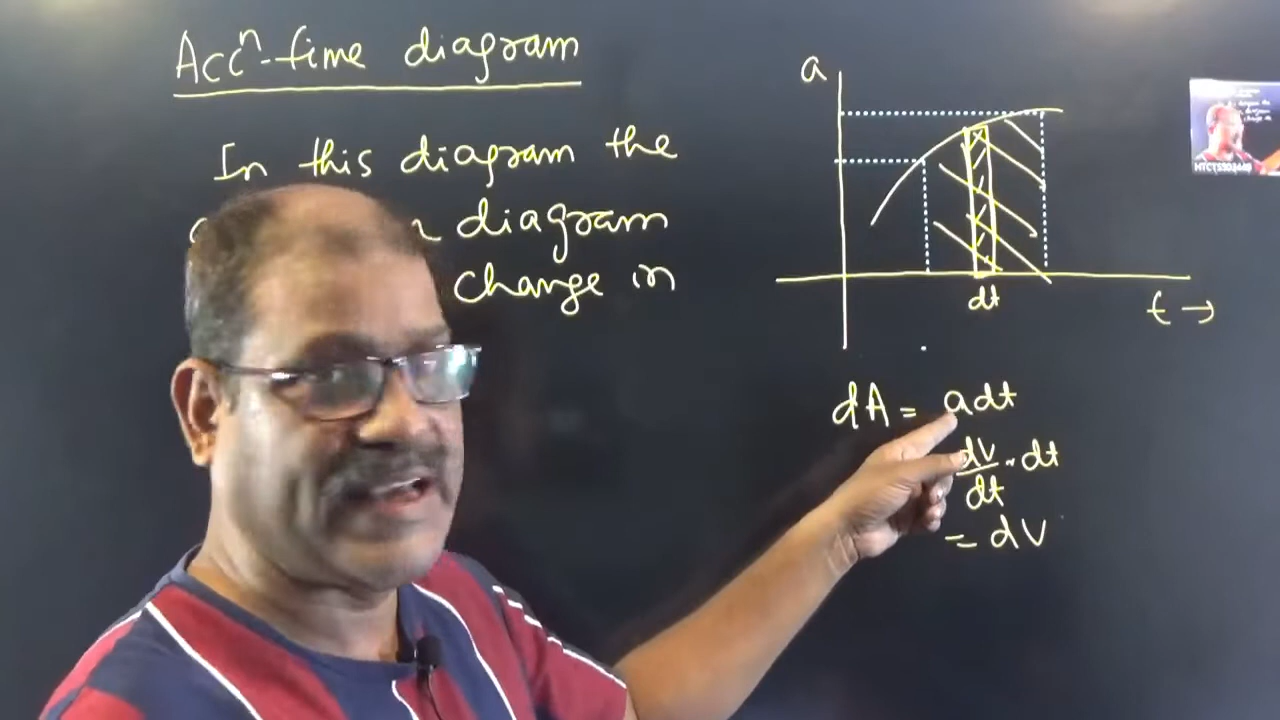 Accⁿ-time diagram
In this diagram the
diagram
change in
a
dt
t →
dA = adt
dv/dt · dt
= dv